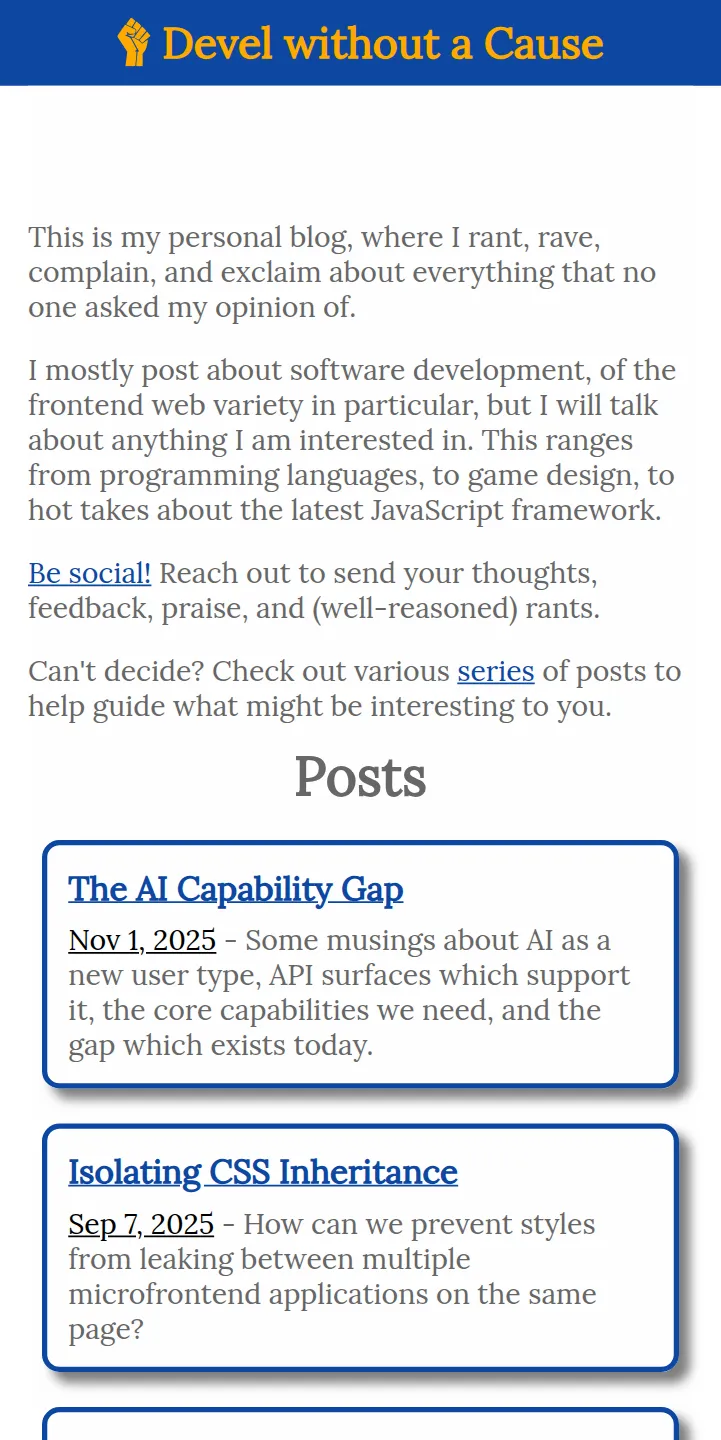 Devel without a Cause
This is my personal blog, where I rant, rave,
complain, and exclaim about everything that no
one asked my opinion of.
I mostly post about software development, of the
frontend web variety in particular, but I will talk
about anything I am interested in. This ranges
from programming languages, to game design, to
hot takes about the latest JavaScript framework.
Be social! Reach out to send your thoughts,
feedback, praise, and (well-reasoned) rants.
Can't decide? Check out various series of posts to
help guide what might be interesting to you.
Posts
The AI Capability Gap
Nov 1, 2025 - Some musings about AI as a
new user type, API surfaces which support
it, the core capabilities we need, and the
gap which exists today.
Isolating CSS Inheritance
Sep 7, 2025 - How can we prevent styles
from leaking between multiple
microfrontend applications on the same
page?